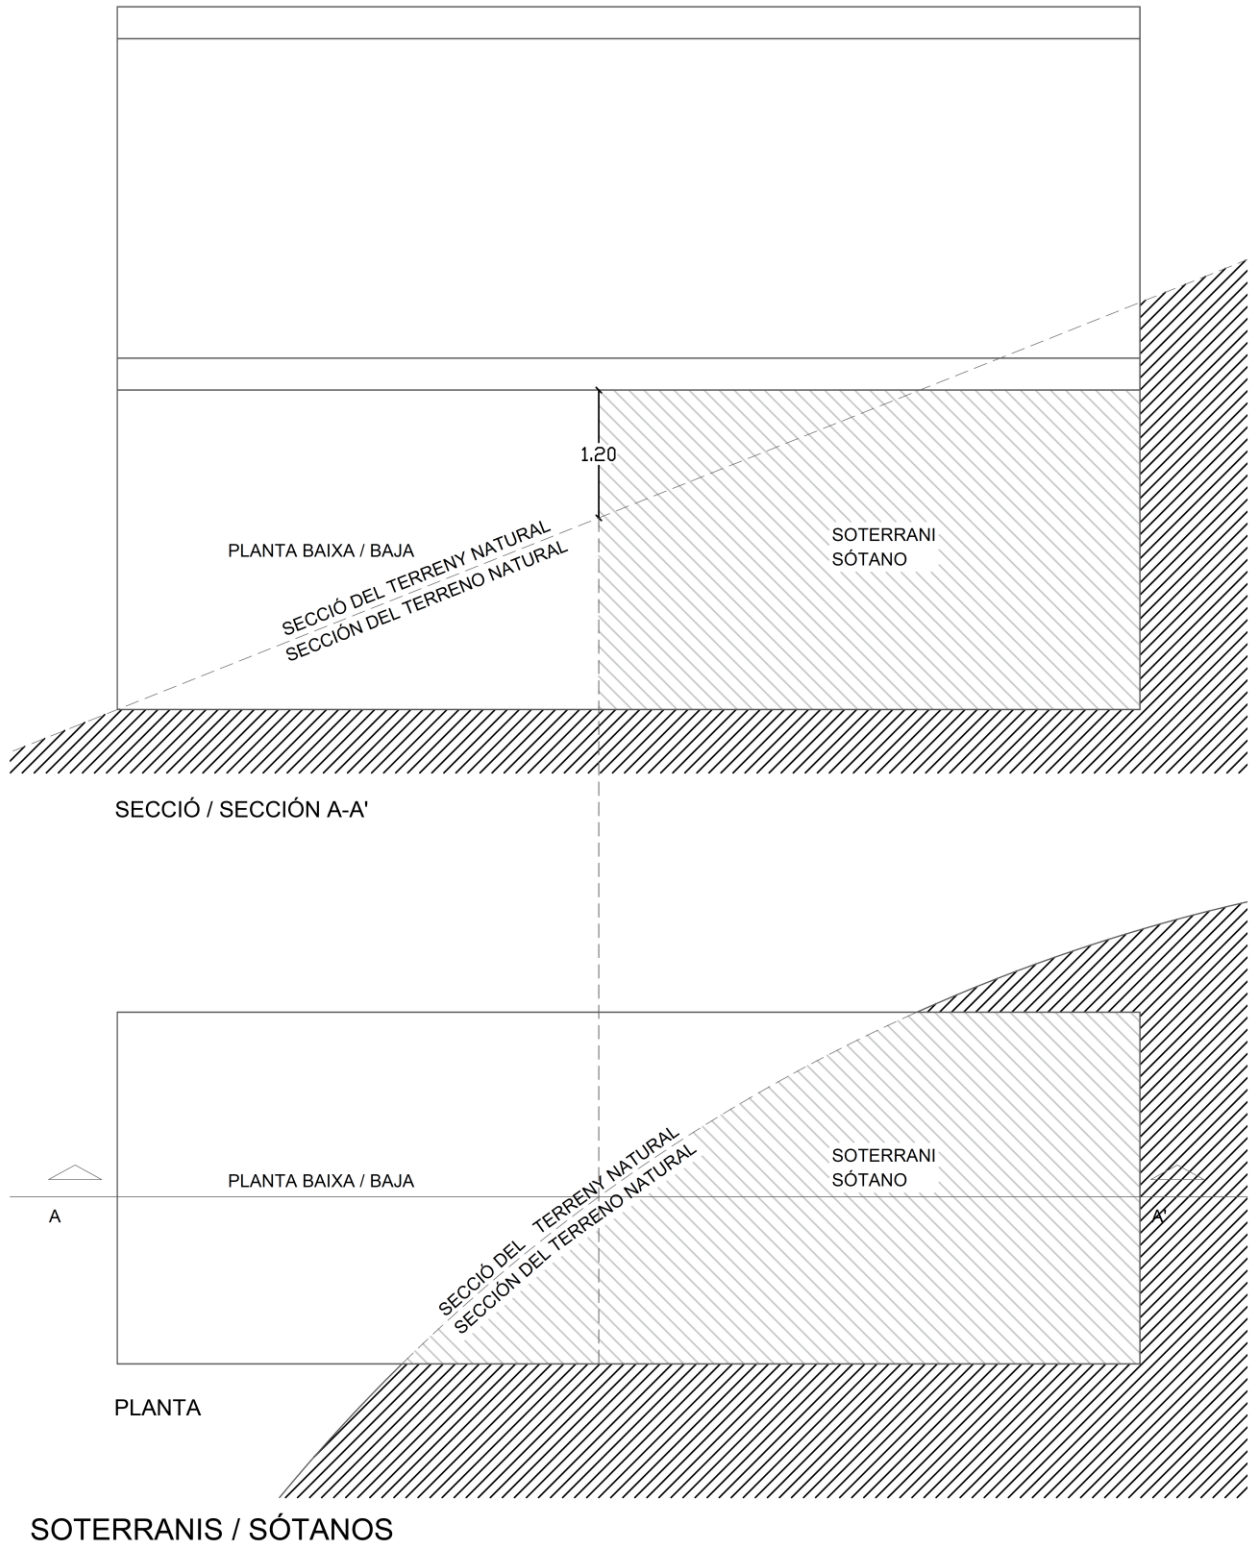 1.20
PLANTA BAIXA / BAJA
SECCIÓ DEL TERRENY NATURAL
SECCIÓN DEL TERRENO NATURAL
SOTERRANI
SÓTANO
SECCIÓ / SECCIÓN A-A'
PLANTA BAIXA / BAJA
SECCIÓ DEL TERRENY NATURAL
SECCIÓN DEL TERRENO NATURAL
SOTERRANI
SÓTANO
A
A'
PLANTA
SOTERRANIS / SÓTANOS